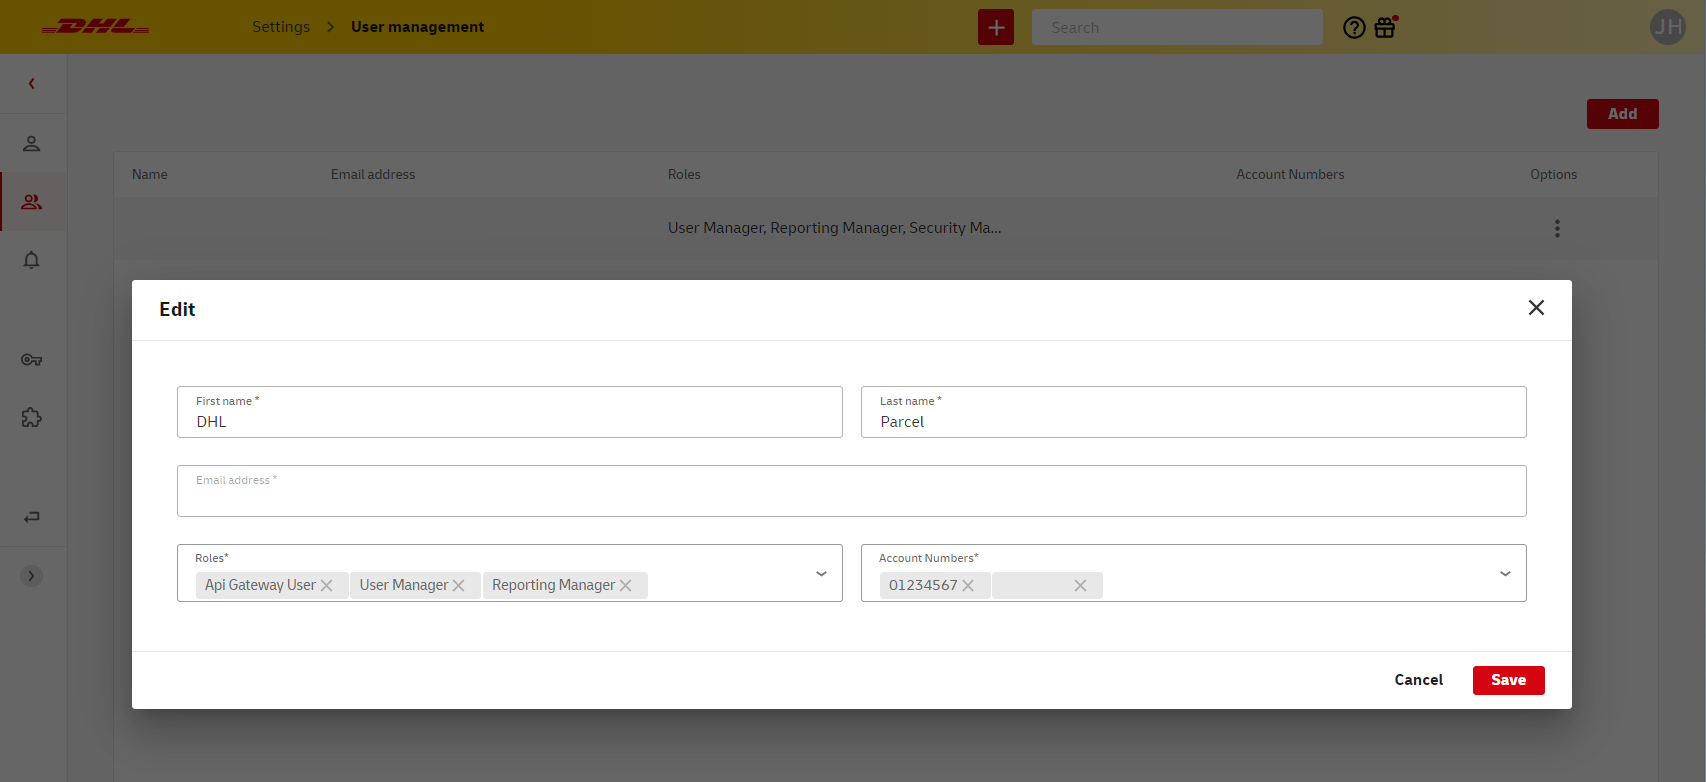 DHL
Settings > User management
Search
JH
Add
Name Email address Roles Account Numbers Options
User Manager, Reporting Manager, Security Ma...
Edit
First name *
DHL
Last name *
Parcel
Email address *
Roles*
Api Gateway User User Manager Reporting Manager
Account Numbers*
01234567
Cancel Save